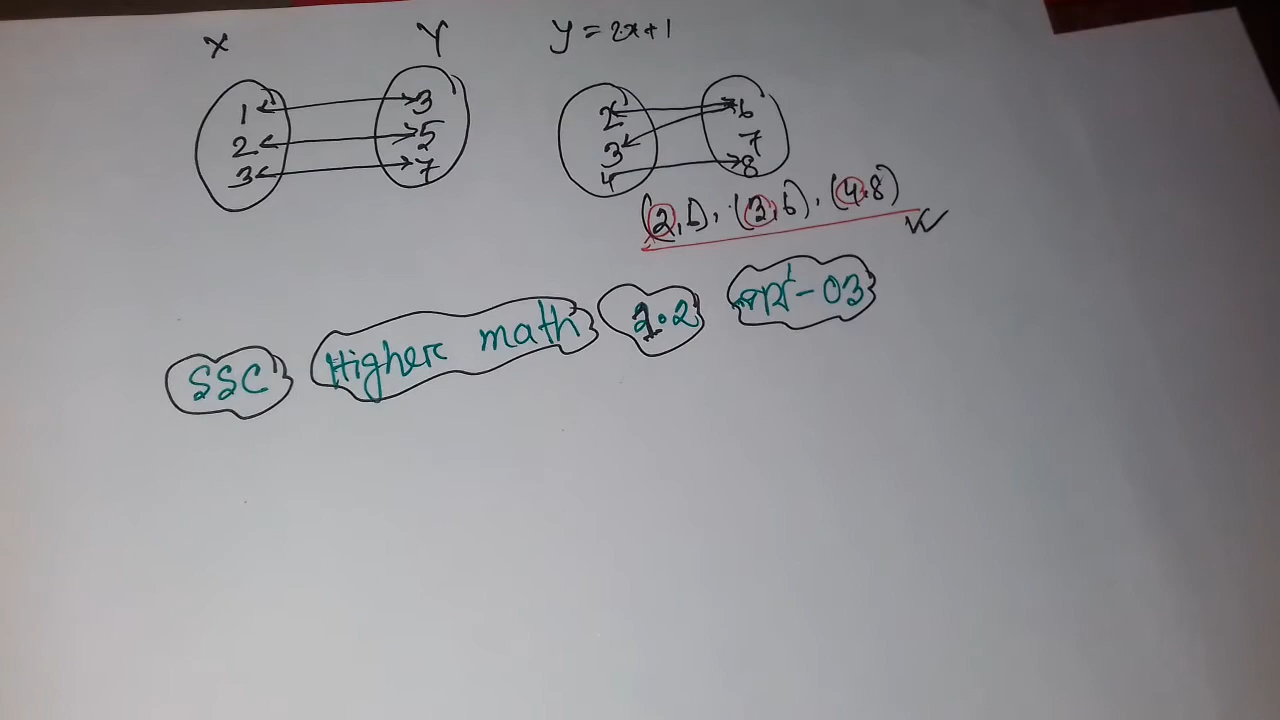 X Y y = 2x+1
1 3 2 6
2 5 3 7
3 7 4 8
(2,6), (3,6), (4,8)
SSC Higher math 2.2 পর্ব-03